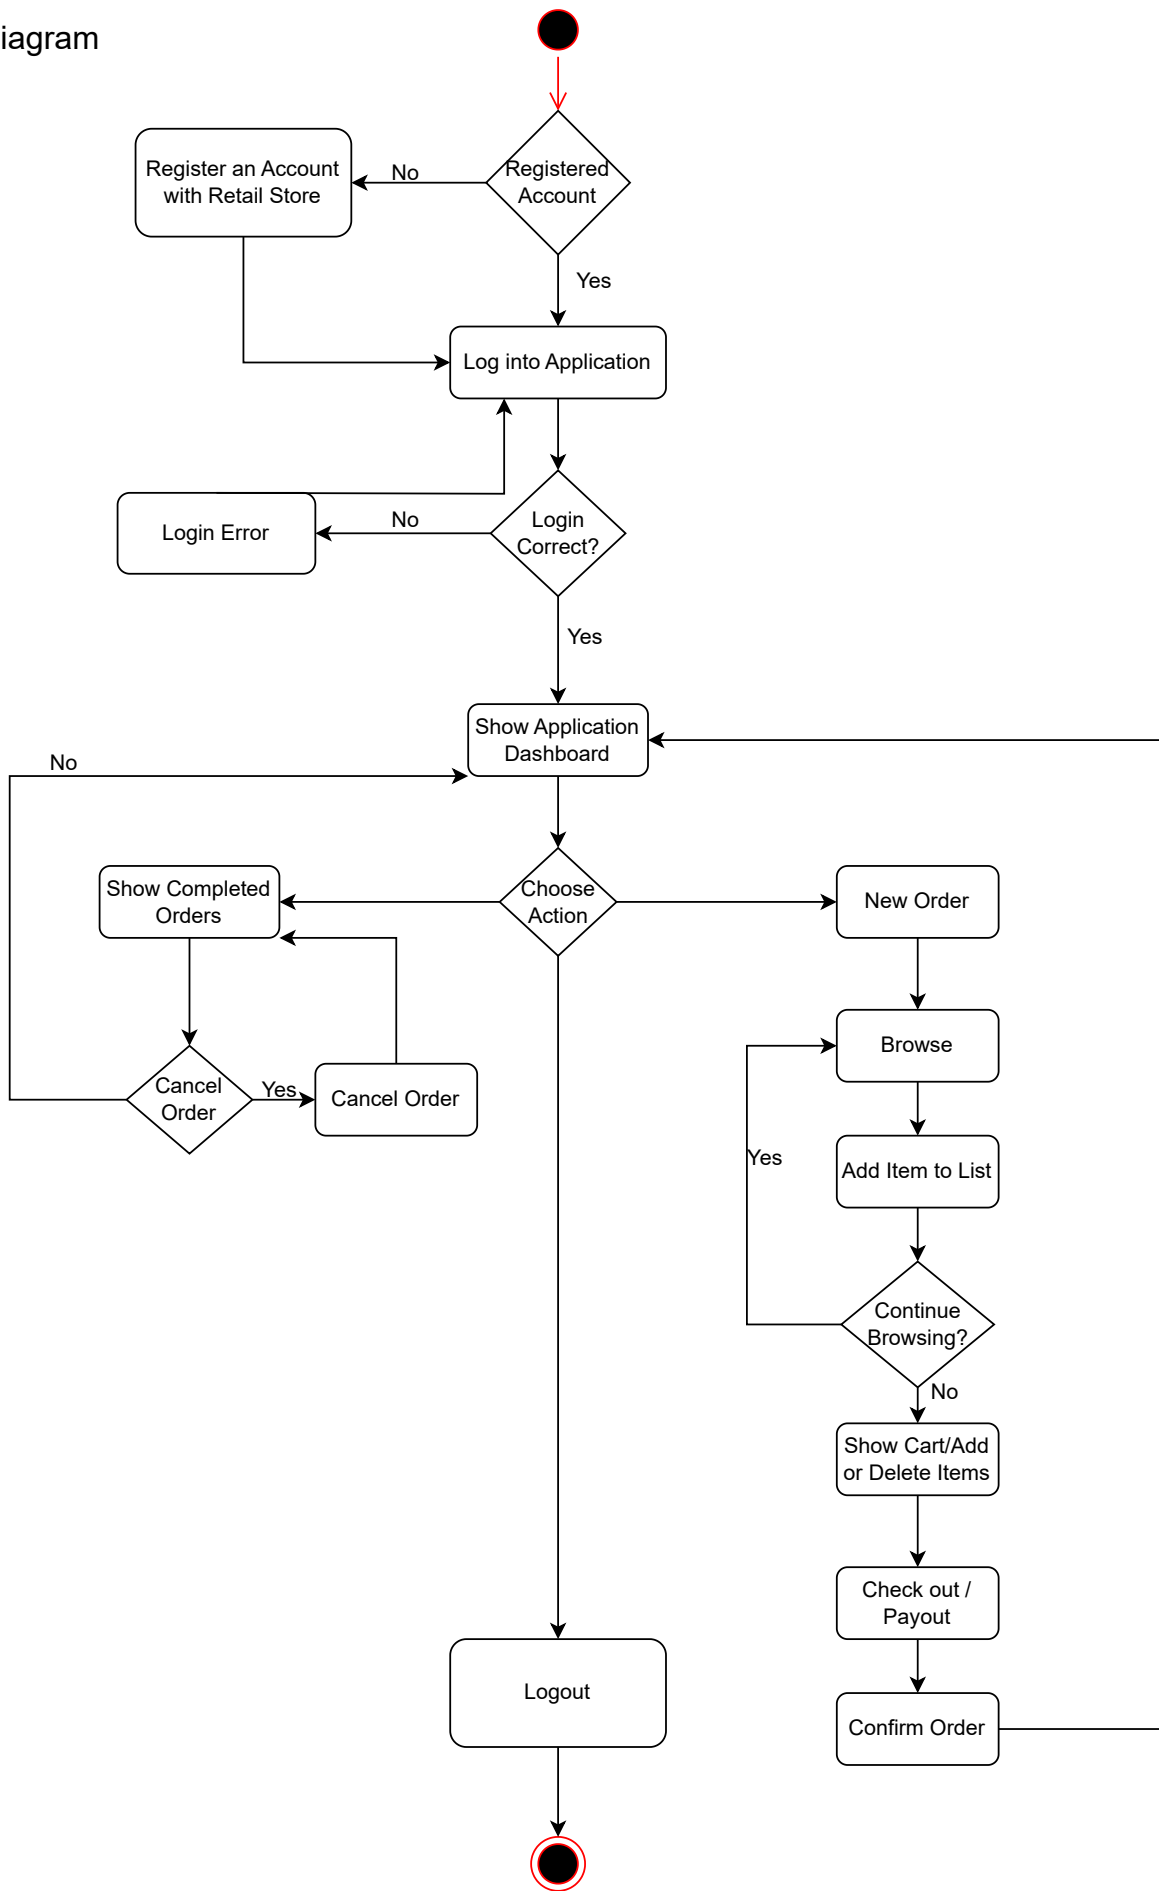 iagram
Register an Account
with Retail Store
No
Registered
Account
Yes
Log into Application
Login Error
No
Login
Correct?
Yes
Show Application
Dashboard
No
Show Completed
Orders
Choose
Action
New Order
Browse
Cancel
Order
Yes
Cancel Order
Yes
Add Item to List
Continue
Browsing?
No
Show Cart/Add
or Delete Items
Check out /
Payout
Logout
Confirm Order